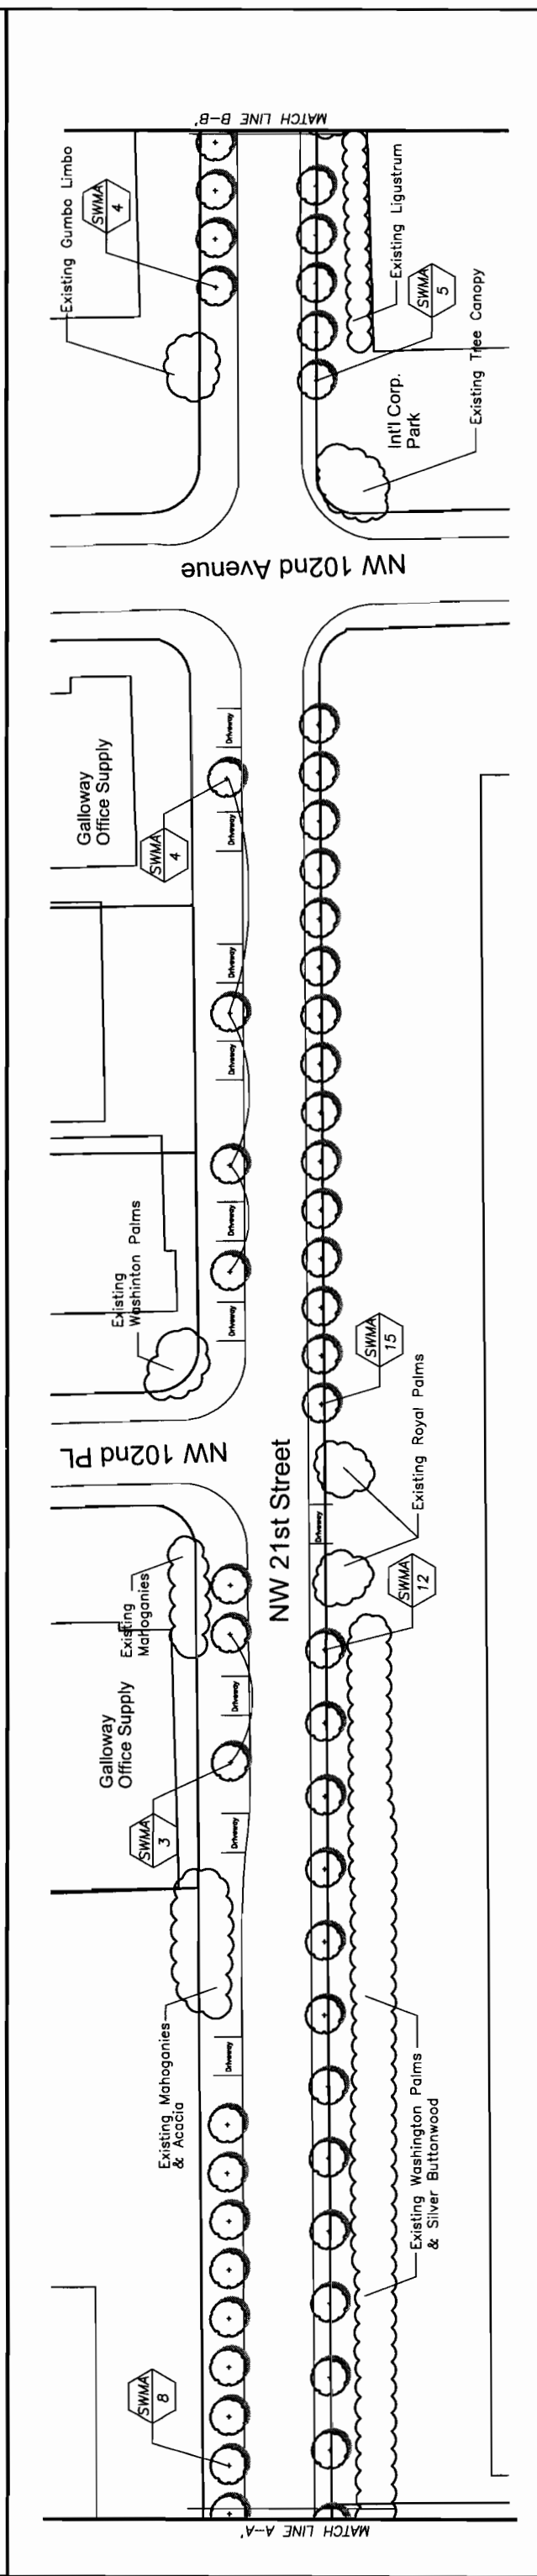 MATCH LINE B-B'
Existing Gumbo Limbo
SWMA
4
Existing Ligustrum
SWMA
5
Int'l Corp.
Park
Existing Tree Canopy
NW 102nd Avenue
Galloway
Office Supply
SWMA
4
Driveway
Driveway
Driveway
Driveway
Driveway
Driveway
Existing
Washinton Palms
SWMA
15
NW 102nd PL
NW 21st Street
Existing Royal Palms
Driveway
SWMA
12
Existing
Mahoganies
Galloway
Office Supply
SWMA
3
Driveway
Driveway
Driveway
Existing Mahoganies
& Acacia
Existing Washington Palms
& Silver Buttonwood
SWMA
8
MATCH LINE A-A'